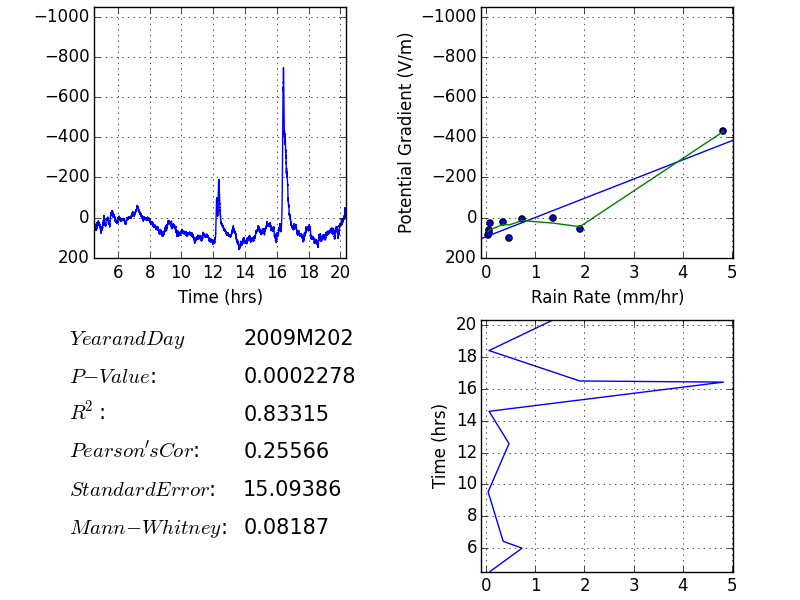 −1000
−800
−600
−400
−200
0
200
6 8 10 12 14 16 18 20
Time (hrs)
Potential Gradient (V/m)
−1000
−800
−600
−400
−200
0
200
0 1 2 3 4 5
Rain Rate (mm/hr)
YearandDay 2009M202
P−Value: 0.0002278
R²: 0.83315
Pearson'sCor: 0.25566
StandardError: 15.09386
Mann−Whitney: 0.08187
Time (hrs)
20
18
16
14
12
10
8
6
0 1 2 3 4 5